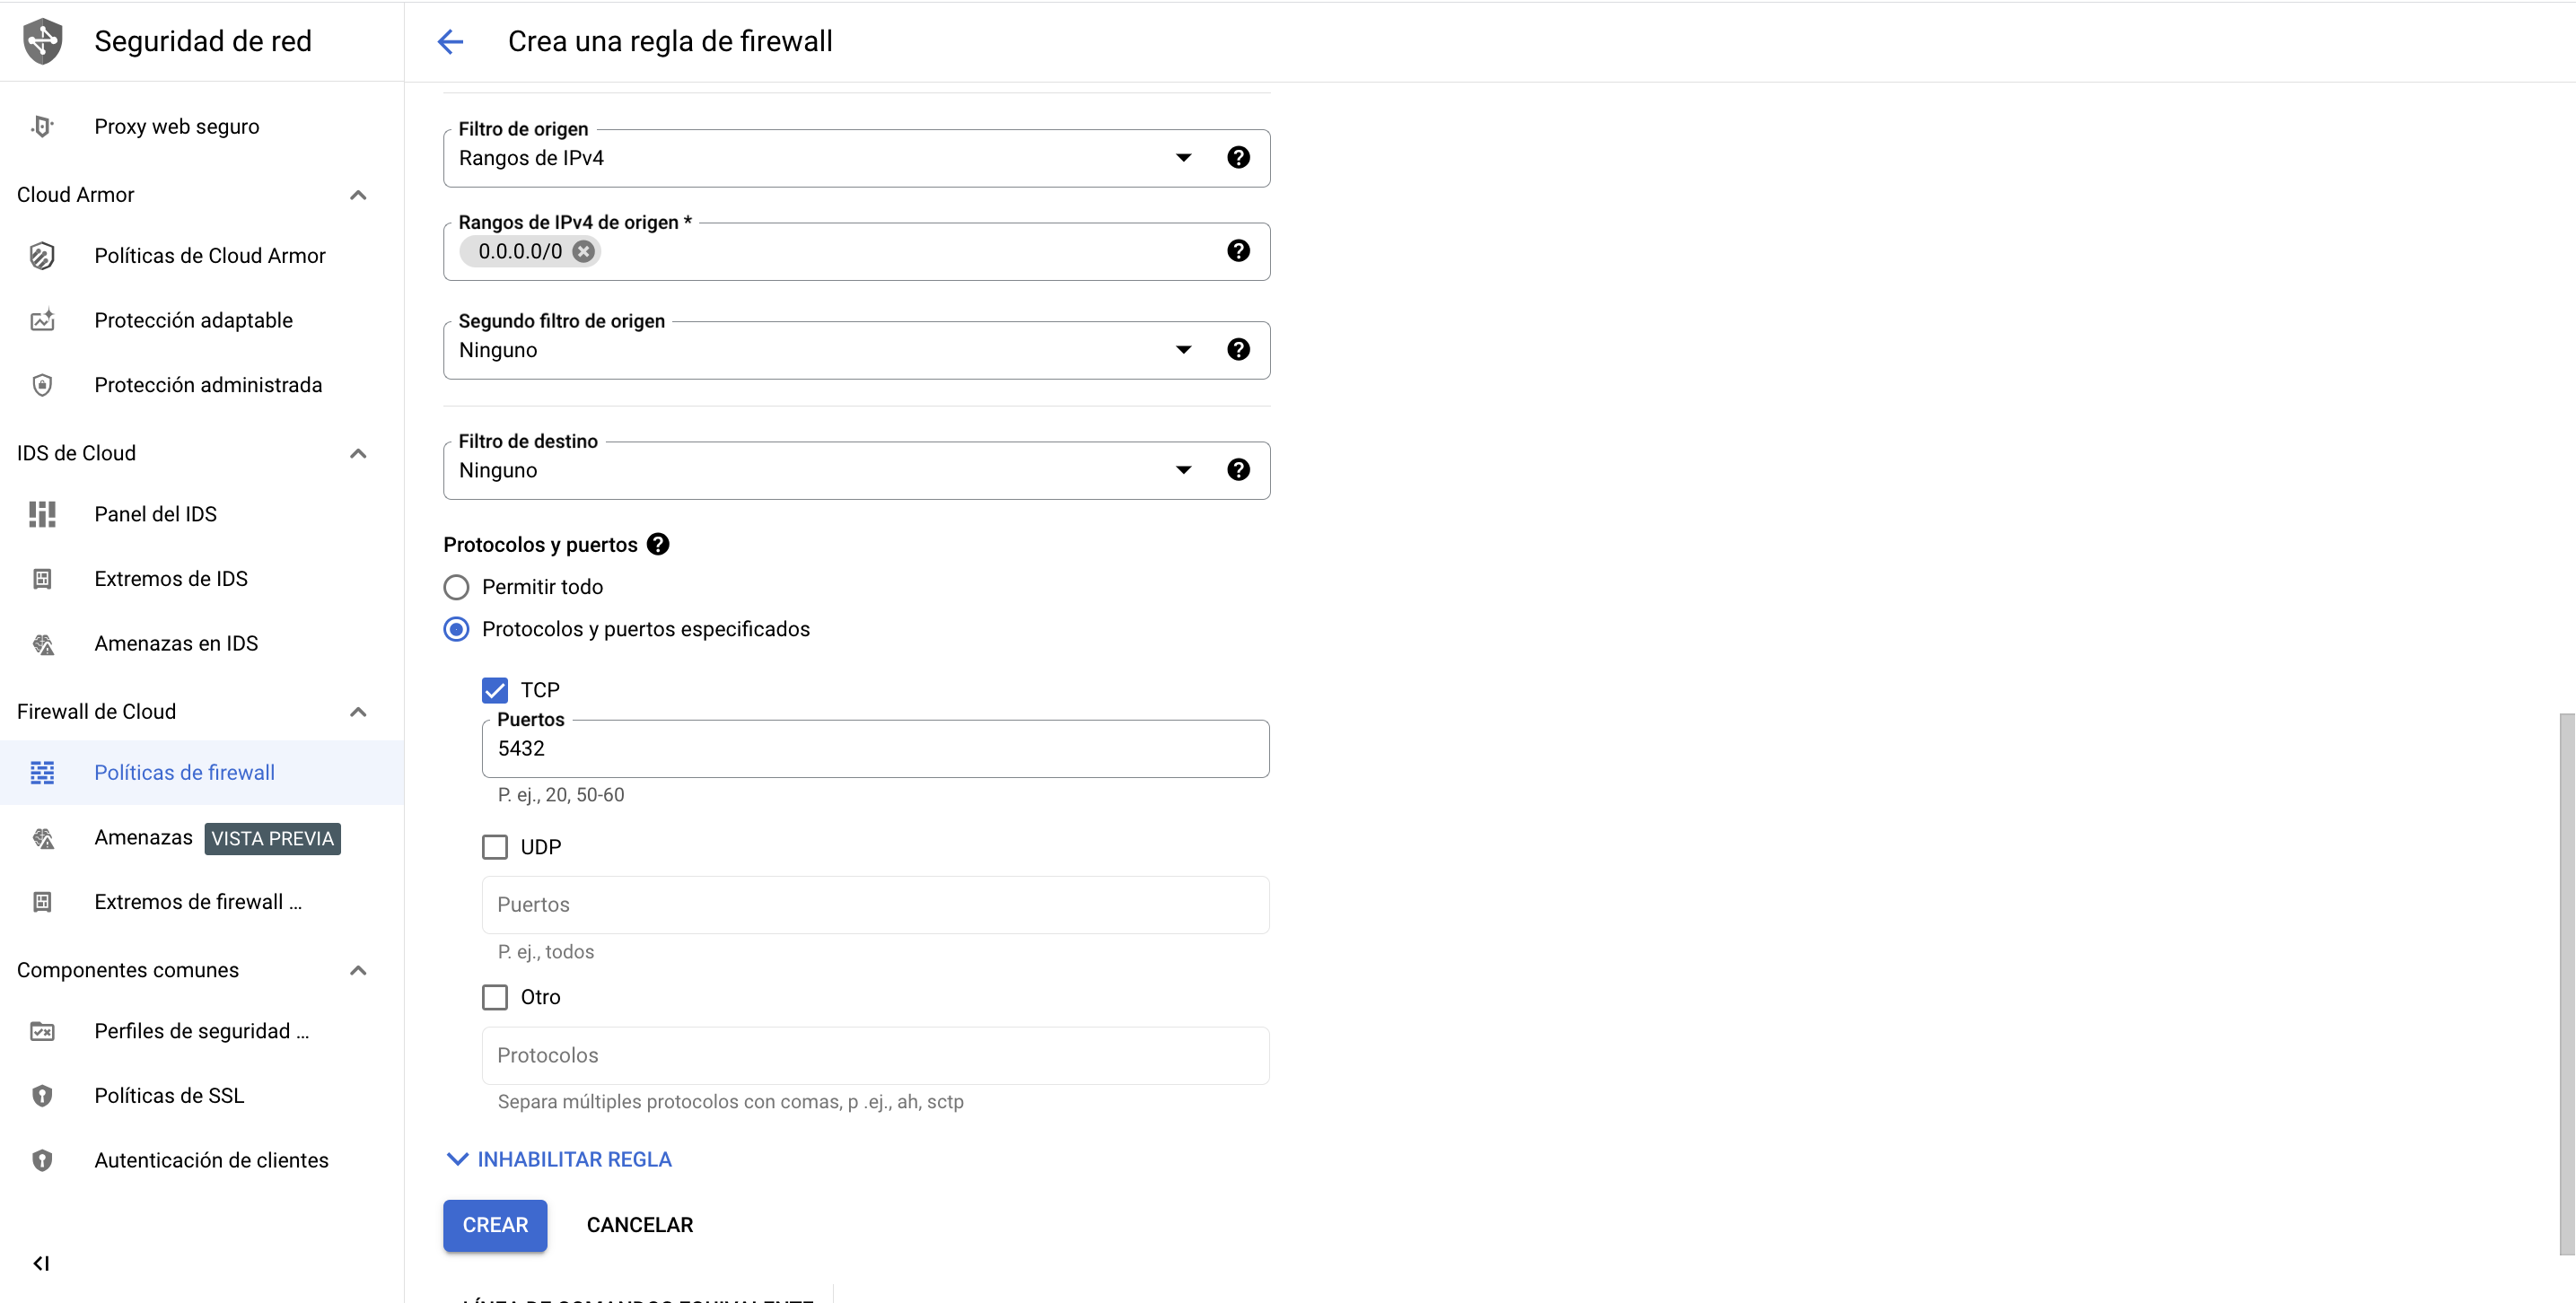 Seguridad de red
Proxy web seguro
Cloud Armor
Políticas de Cloud Armor
Protección adaptable
Protección administrada
IDS de Cloud
Panel del IDS
Extremos de IDS
Amenazas en IDS
Firewall de Cloud
Políticas de firewall
Amenazas VISTA PREVIA
Extremos de firewall ...
Componentes comunes
Perfiles de seguridad ...
Políticas de SSL
Autenticación de clientes
Crea una regla de firewall
Filtro de origen
Rangos de IPv4
Rangos de IPv4 de origen *
0.0.0.0/0
Segundo filtro de origen
Ninguno
Filtro de destino
Ninguno
Protocolos y puertos
Permitir todo
Protocolos y puertos especificados
TCP
Puertos
5432
P. ej., 20, 50-60
UDP
Puertos
P. ej., todos
Otro
Protocolos
Separa múltiples protocolos con comas, p .ej., ah, sctp
INHABILITAR REGLA
CREAR
CANCELAR
LÍNEA DE COMANDOS EQUIVALENTE